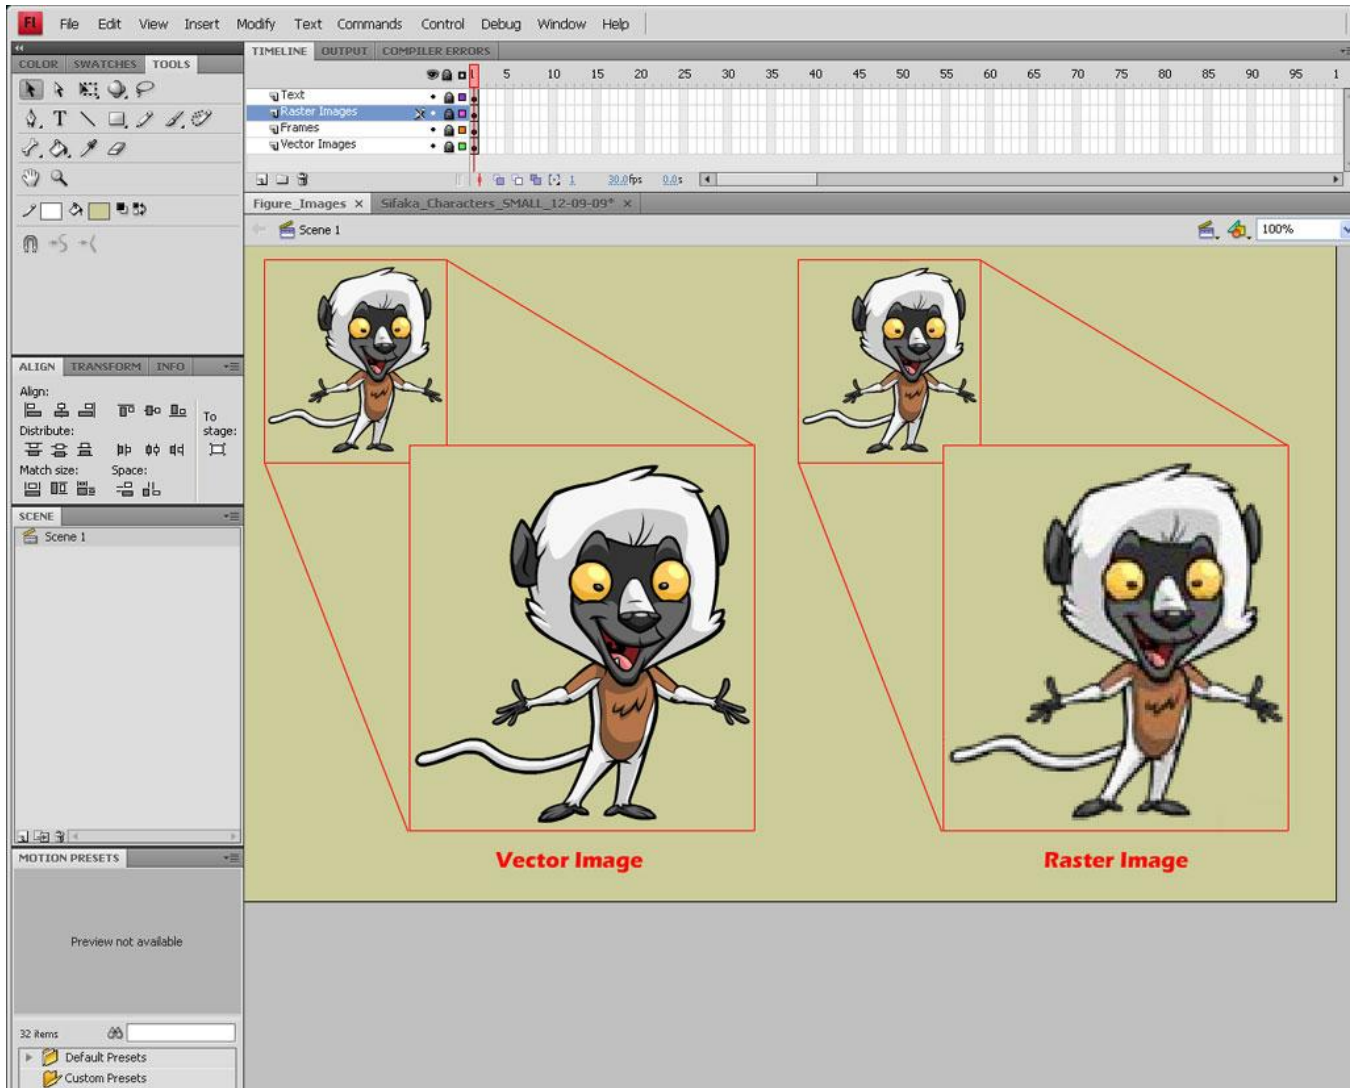 Fl File Edit View Insert Modify Text Commands Control Debug Window Help
COLOR SWATCHES TOOLS
TIMELINE OUTPUT COMPILER ERRORS
1 5 10 15 20 25 30 35 40 45 50 55 60 65 70 75 80 85 90 95 1
Text
Raster Images
Frames
Vector Images
1 30.0fps 0.0s
Figure_Images × Sifaka_Characters_SMALL_12-09-09* ×
Scene 1 100%
ALIGN TRANSFORM INFO
Align:
To
Distribute: stage:
Match size: Space:
SCENE
Scene 1
MOTION PRESETS
Preview not available
32 items
Default Presets
Custom Presets
Vector Image
Raster Image